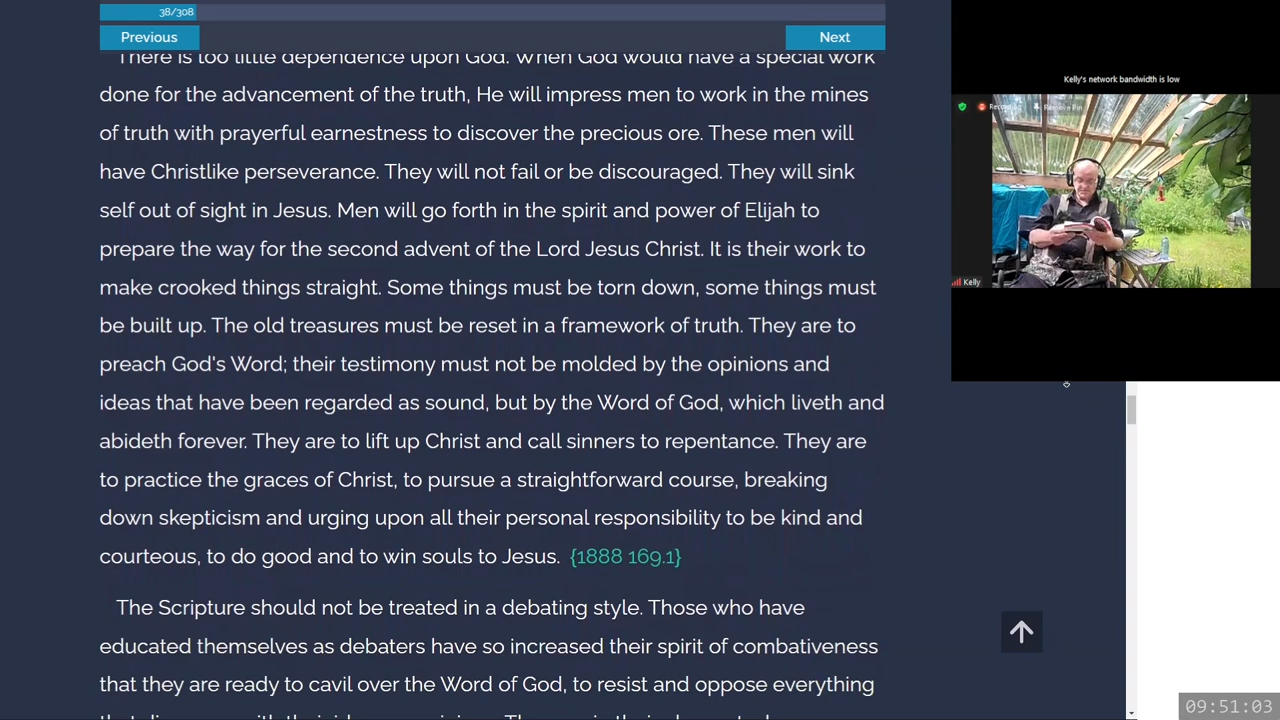 38/308
Previous
Next
Kelly's network bandwidth is low
There is too little dependence upon God. When God would have a special work
done for the advancement of the truth, He will impress men to work in the mines
of truth with prayerful earnestness to discover the precious ore. These men will
have Christlike perseverance. They will not fail or be discouraged. They will sink
self out of sight in Jesus. Men will go forth in the spirit and power of Elijah to
prepare the way for the second advent of the Lord Jesus Christ. It is their work to
make crooked things straight. Some things must be torn down, some things must
be built up. The old treasures must be reset in a framework of truth. They are to
preach God's Word; their testimony must not be molded by the opinions and
ideas that have been regarded as sound, but by the Word of God, which liveth and
abideth forever. They are to lift up Christ and call sinners to repentance. They are
to practice the graces of Christ, to pursue a straightforward course, breaking
down skepticism and urging upon all their personal responsibility to be kind and
courteous, to do good and to win souls to Jesus. {1888 169.1}
The Scripture should not be treated in a debating style. Those who have
educated themselves as debaters have so increased their spirit of combativeness
that they are ready to cavil over the Word of God, to resist and oppose everything
Remove Pin
Kelly
09:51:03